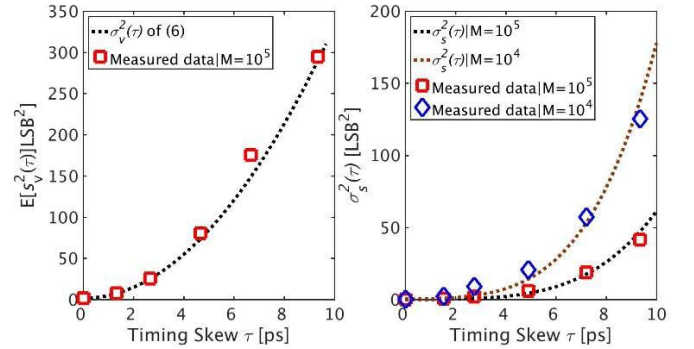 350
300
250
200
150
100
50
0
0 2 4 6 8 10
E[s_v^2(τ)]LSB^2
Timing Skew τ [ps]
σ_v^2(τ) of (6)
Measured data|M=10^5
200
150
100
50
0
0 2 4 6 8 10
σ_s^2(τ) [LSB^2]
Timing Skew τ [ps]
σ_s^2(τ)|M=10^5
σ_s^2(τ)|M=10^4
Measured data|M=10^5
Measured data|M=10^4